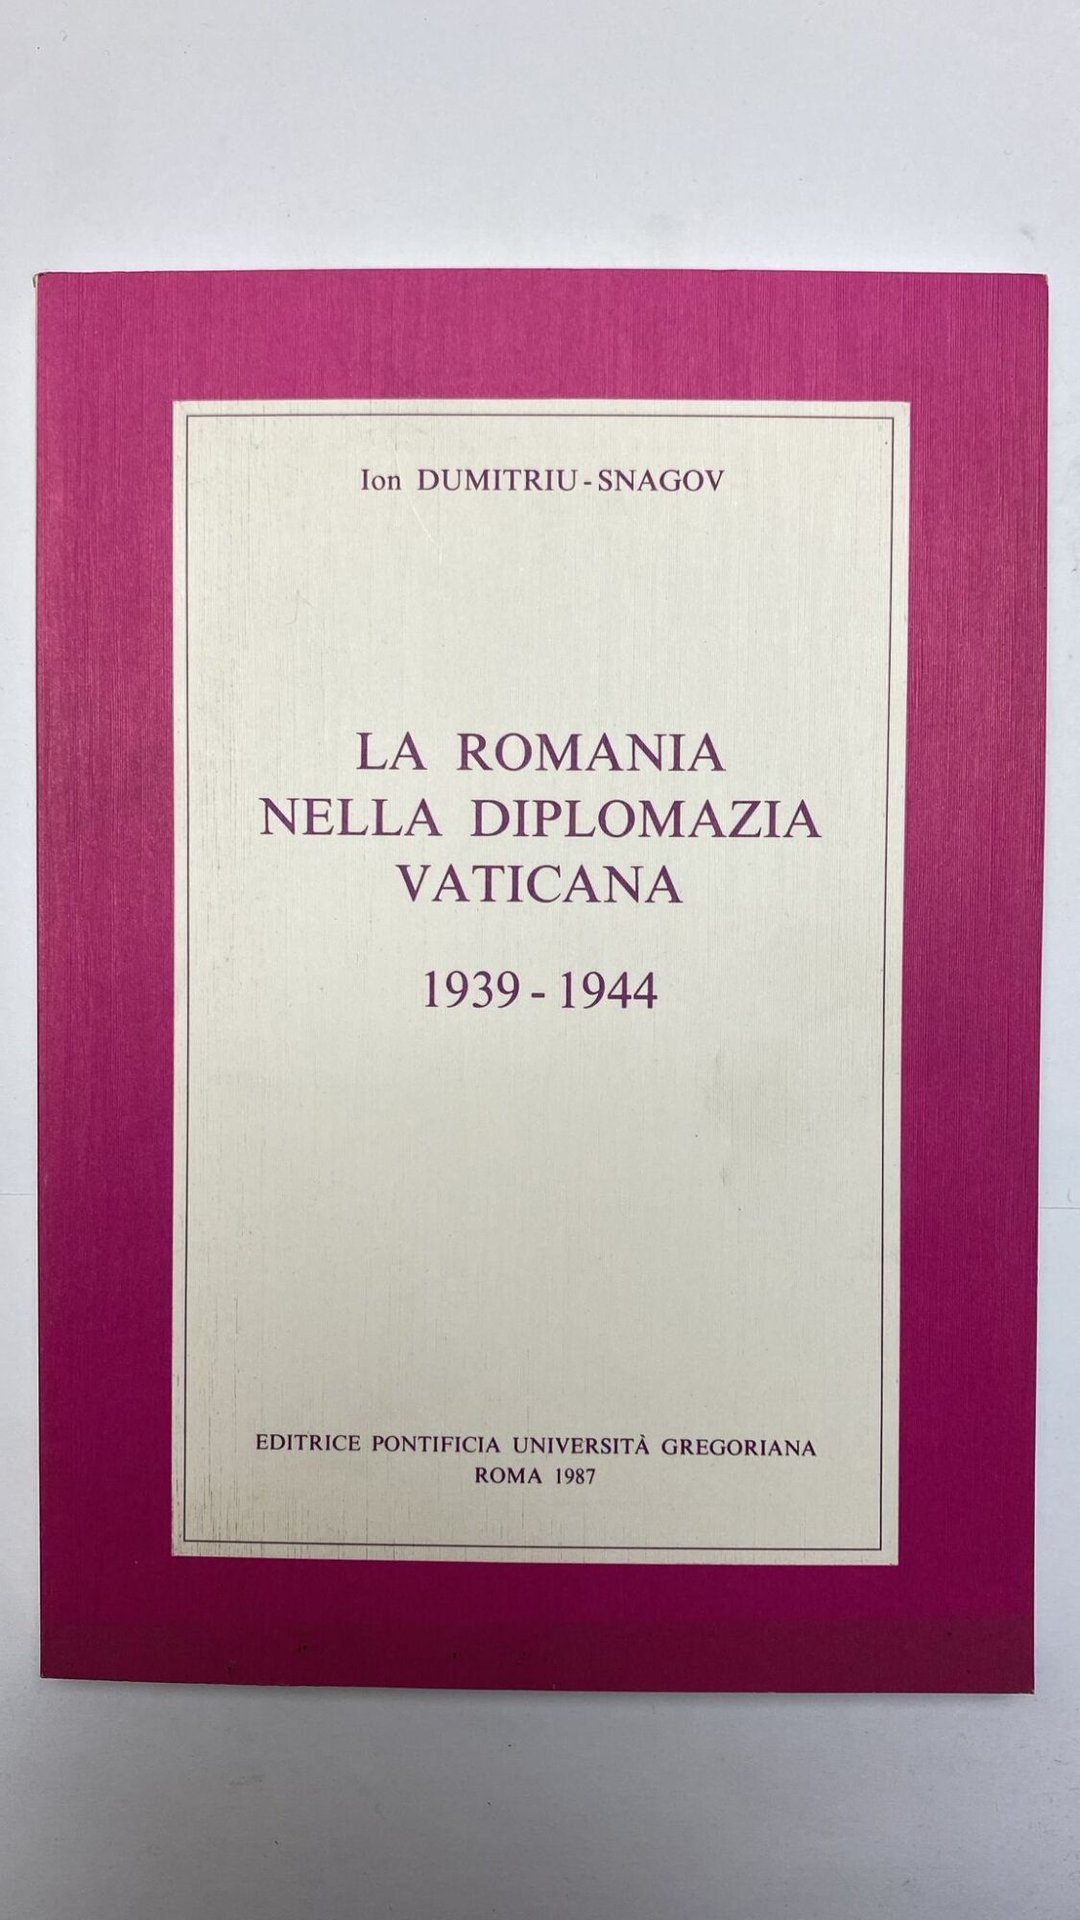 Ion DUMITRIU-SNAGOV
LA ROMANIA
NELLA DIPLOMAZIA
VATICANA
1939-1944
EDITRICE PONTIFICIA UNIVERSITÀ GREGORIANA
ROMA 1987